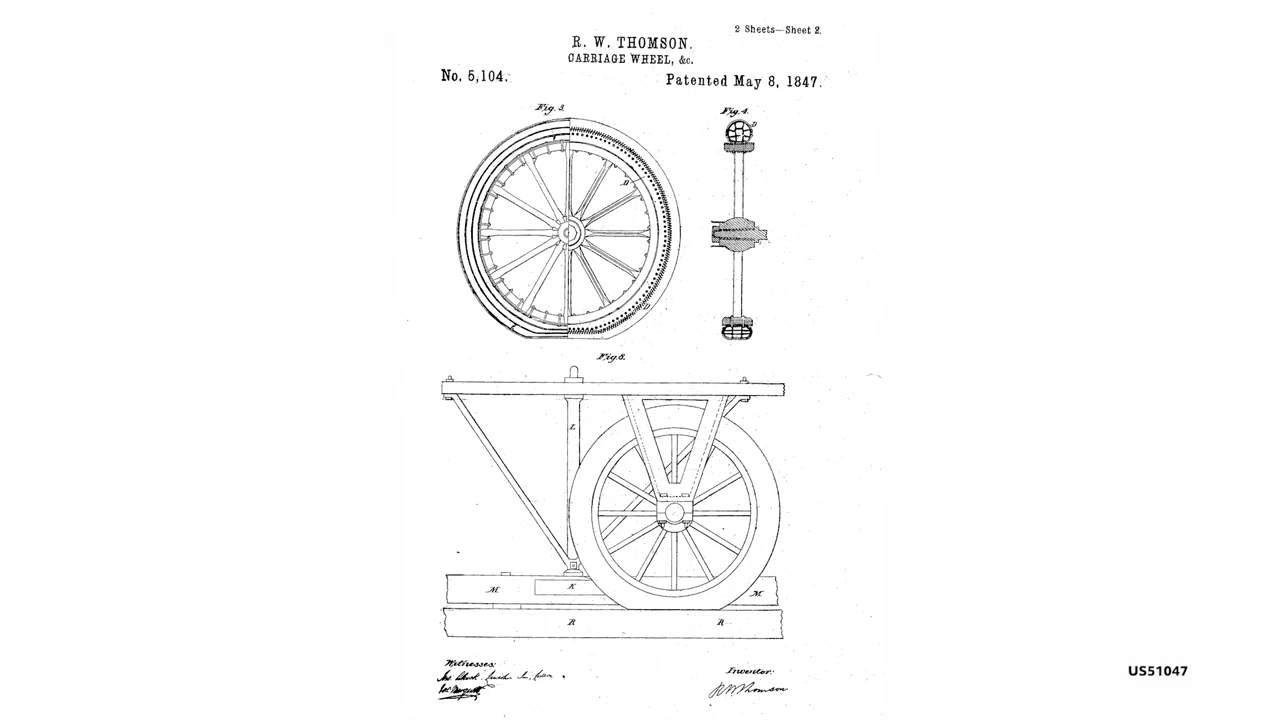 2 Sheets—Sheet 2.
R. W. THOMSON.
CARRIAGE WHEEL, &c.
No. 5,104.
Patented May 8, 1847.
Fig. 3.
Fig. 4.
D
D
D
Fig. 8.
L
M
K
M
R
R
Witnesses:
Inventor:
R W Thomson
US51047